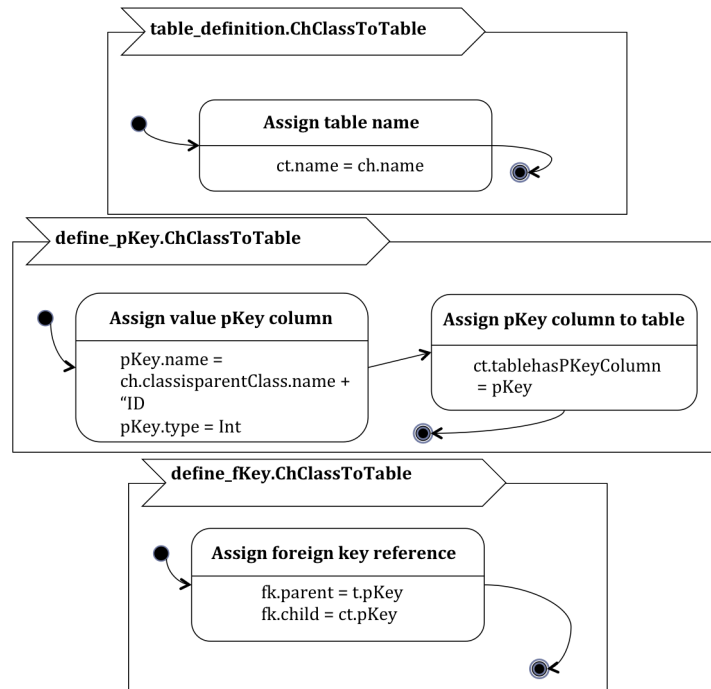 table_definition.ChClassToTable
Assign table name
ct.name = ch.name
define_pKey.ChClassToTable
Assign value pKey column
pKey.name =
ch.classisparentClass.name +
“ID
pKey.type = Int
Assign pKey column to table
ct.tablehasPKeyColumn
= pKey
define_fKey.ChClassToTable
Assign foreign key reference
fk.parent = t.pKey
fk.child = ct.pKey